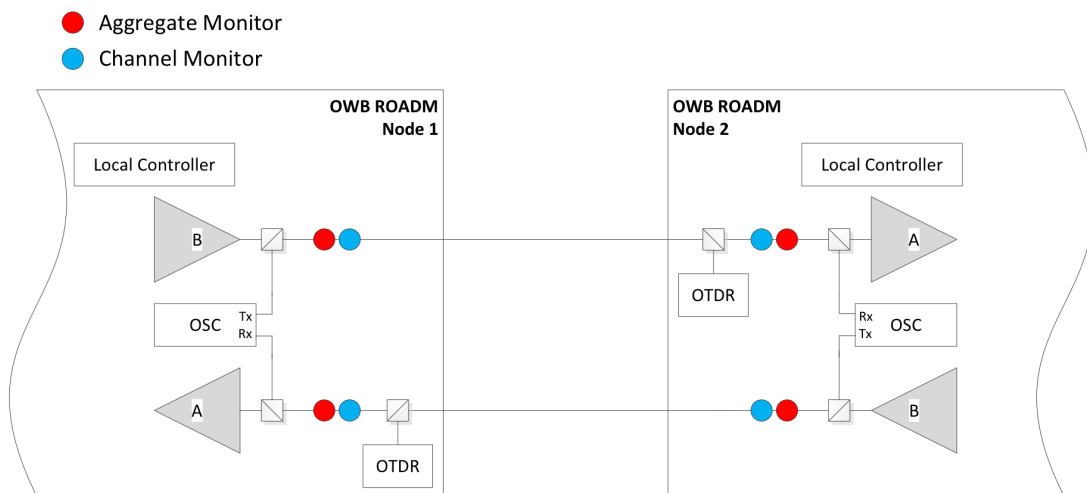 Aggregate Monitor
Channel Monitor
OWB ROADM
Node 1
OWB ROADM
Node 2
Local Controller
Local Controller
B
A
OTDR
OSC
Tx
Rx
Rx
Tx
OSC
A
B
OTDR